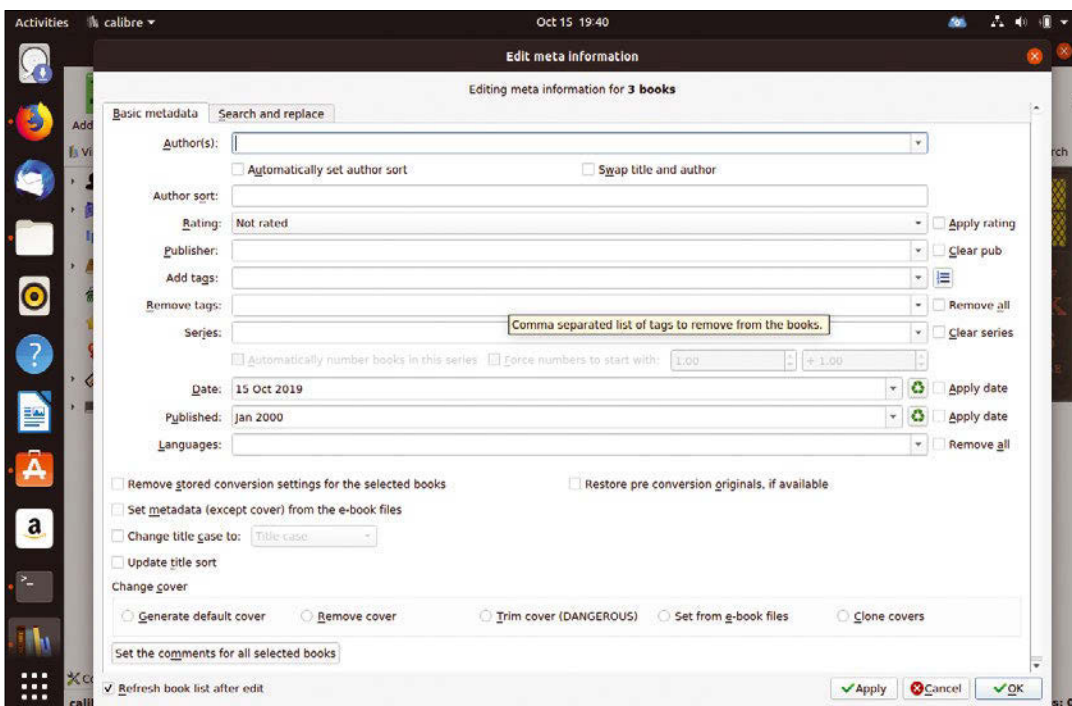 Activities calibre Oct 15 19:40
Edit meta information
Editing meta information for 3 books
Basic metadata Search and replace
Add
Author(s):
Automatically set author sort Swap title and author
Author sort:
Rating: Not rated Apply rating
Publisher: Clear pub
Add tags:
Remove tags: Remove all
Comma separated list of tags to remove from the books.
Series: Clear series
Automatically number books in this series Force numbers to start with: 1.00 + 1.00
Date: 15 Oct 2019 Apply date
Published: Jan 2000 Apply date
Languages: Remove all
Remove stored conversion settings for the selected books Restore pre conversion originals, if available
Set metadata (except cover) from the e-book files
Change title case to: Title case
Update title sort
Change cover
Generate default cover Remove cover Trim cover (DANGEROUS) Set from e-book files Clone covers
Set the comments for all selected books
Refresh book list after edit Apply Cancel OK